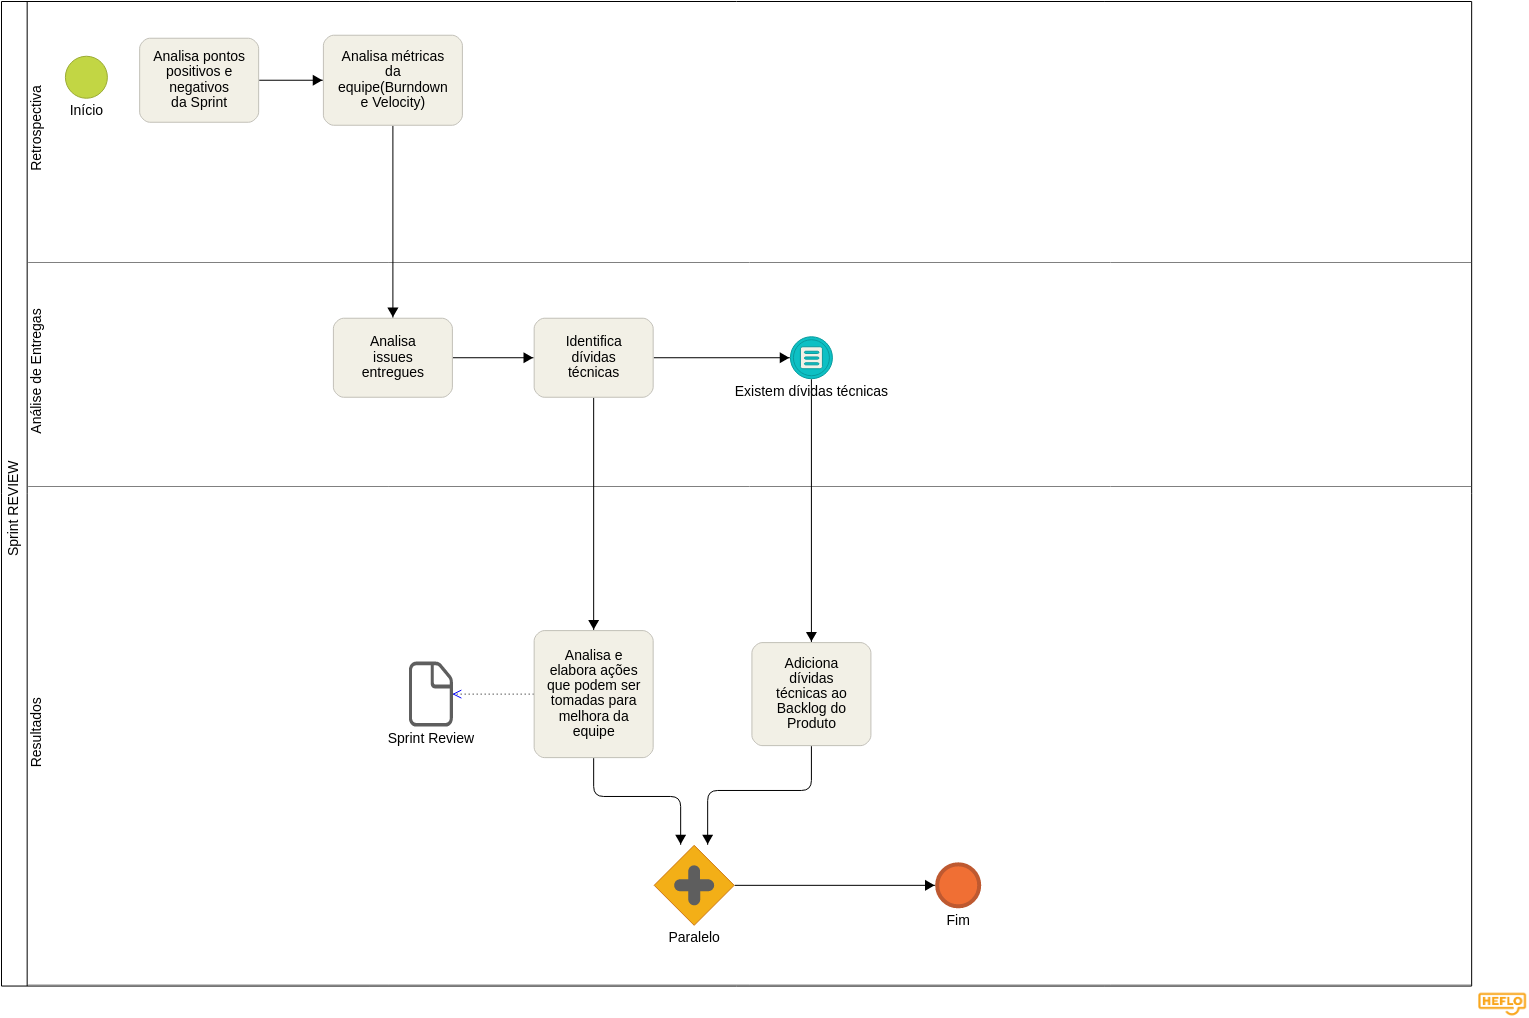 Sprint REVIEW
Retrospectiva
Início
Analisa pontos
positivos e
negativos
da Sprint
Analisa métricas
da
equipe(Burndown
e Velocity)
Análise de Entregas
Analisa
issues
entregues
Identifica
dívidas
técnicas
Existem dívidas técnicas
Resultados
Sprint Review
Analisa e
elabora ações
que podem ser
tomadas para
melhora da
equipe
Adiciona
dívidas
técnicas ao
Backlog do
Produto
Paralelo
Fim
HEFLO